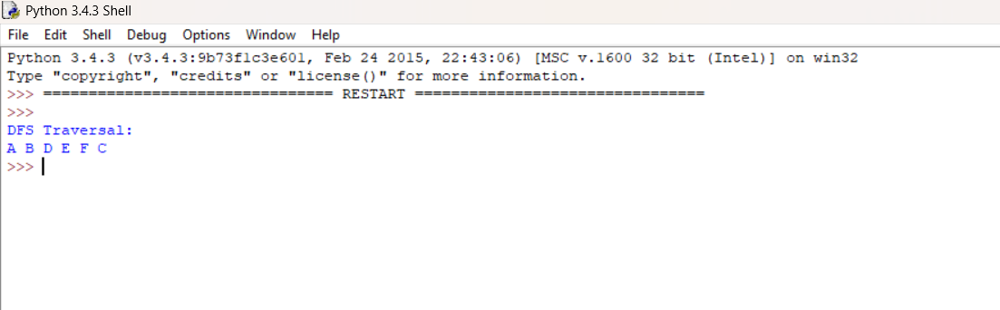 Python 3.4.3 Shell
File Edit Shell Debug Options Window Help
Python 3.4.3 (v3.4.3:9b73f1c3e601, Feb 24 2015, 22:43:06) [MSC v.1600 32 bit (Intel)] on win32
Type "copyright", "credits" or "license()" for more information.
>>> ================================ RESTART ================================
>>>
DFS Traversal:
A B D E F C
>>>